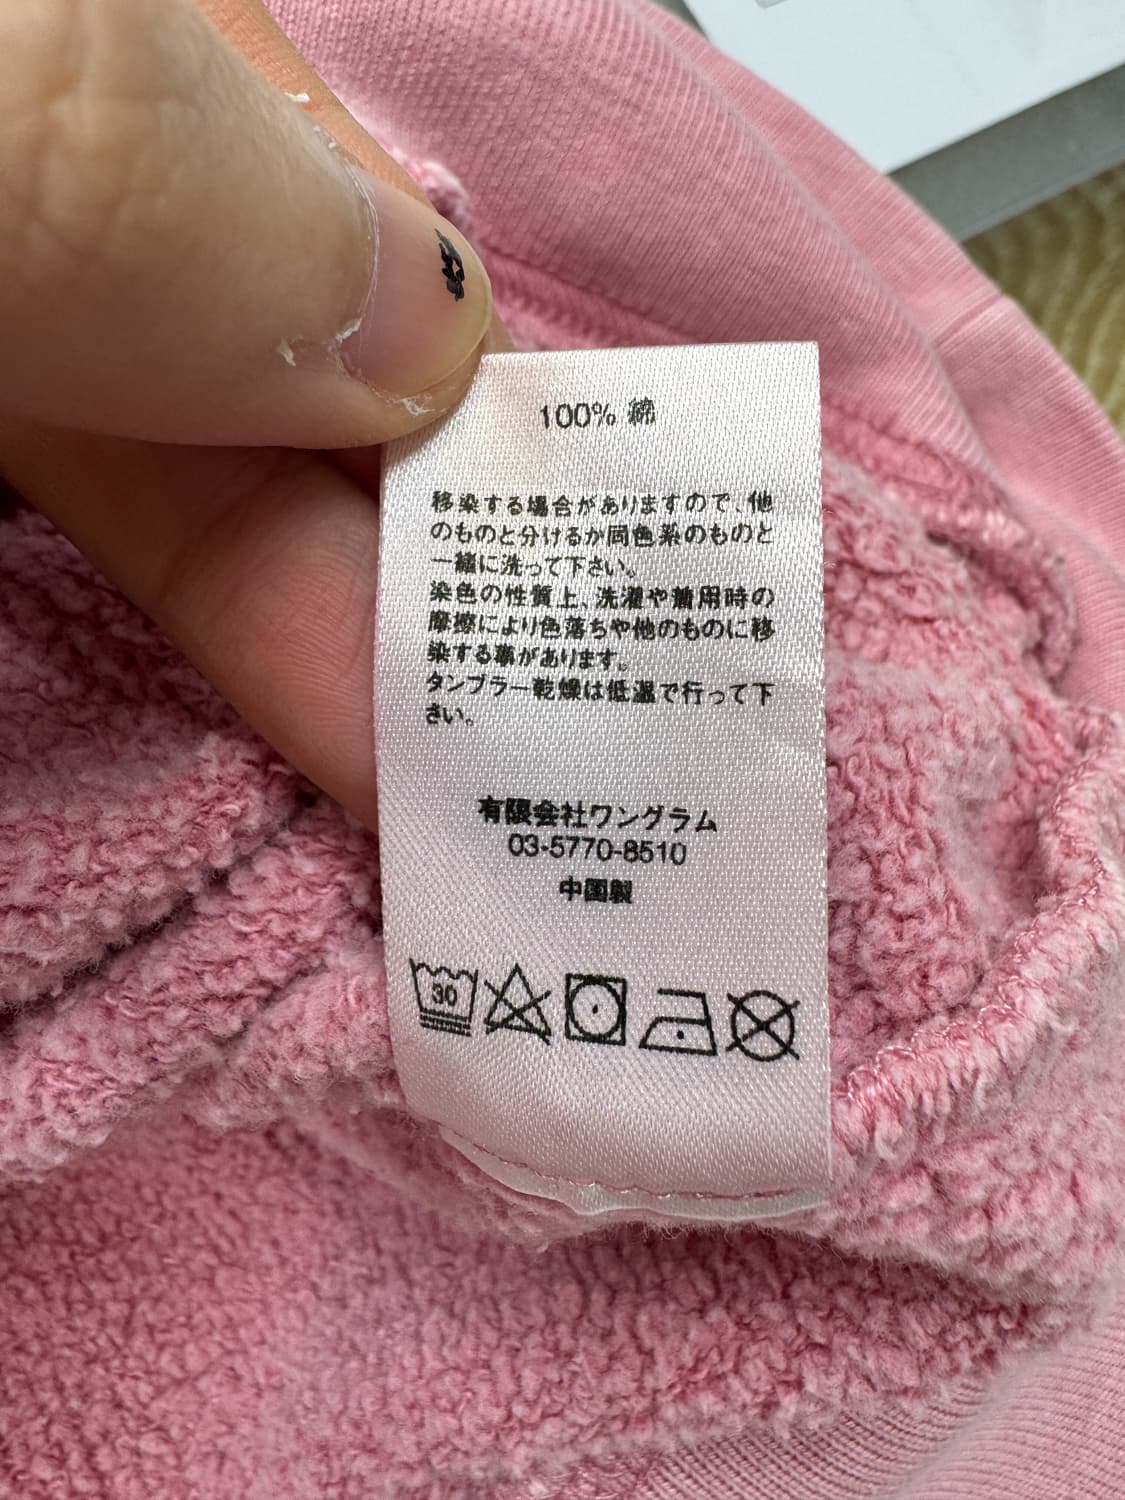 100% 綿
移染する場合がありますので、他
のものと分けるか同色系のものと
一緒に洗って下さい。
染色の性質上、洗濯や着用時の
摩擦により色落ちや他のものに移
染する事があります。
タンブラー乾燥は低温で行って下
さい。
有限会社ワングラム
03-5770-8510
中国製
30